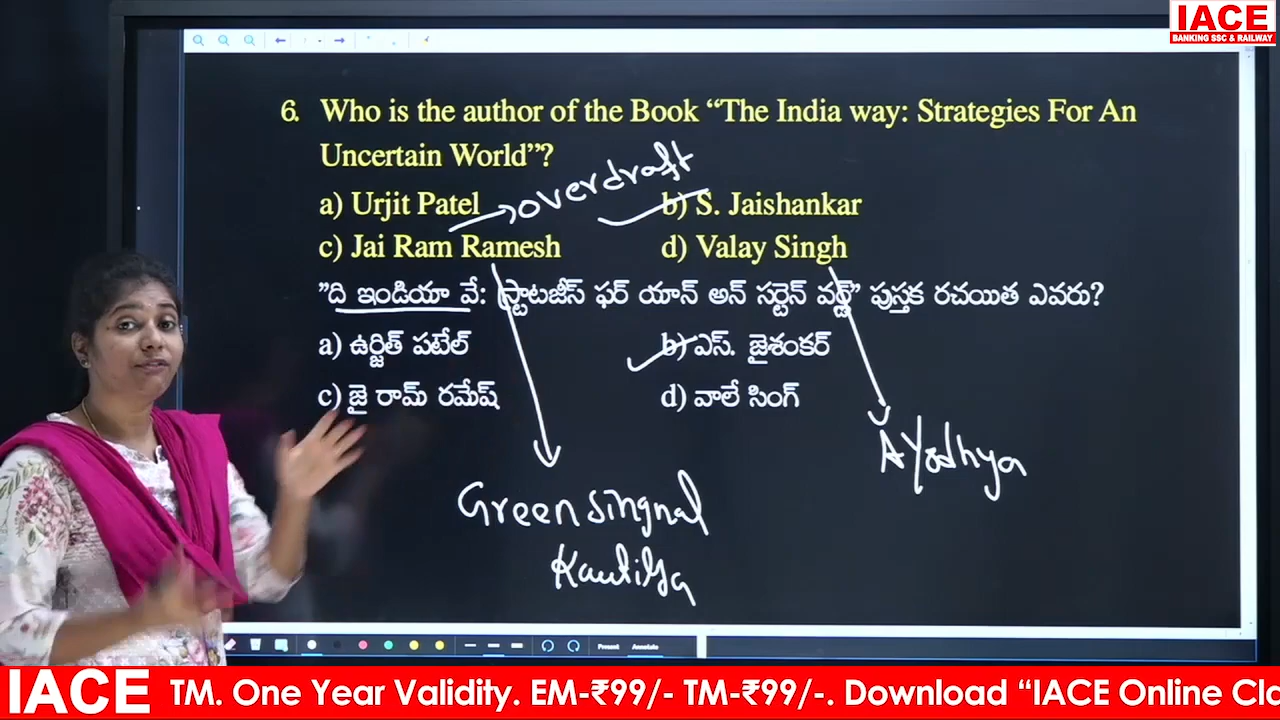 IACE
BANKING SSC & RAILWAY
6. Who is the author of the Book “The India way: Strategies For An
Uncertain World”?
overdraft
a) Urjit Patel b) S. Jaishankar
c) Jai Ram Ramesh d) Valay Singh
”ది ఇండియా వే: స్ట్రాటజీస్ ఫర్ యాన్ అన్ సర్టెన్ వరల్డ్” పుస్తక రచయిత ఎవరు?
a) ఉర్జిత్ పటేల్ b) ఎస్. జైశంకర్
c) జై రామ్ రమేష్ d) వాలే సింగ్
Ayodhya
Green singnal
Kautilya
Present Annotate
IACE TM. One Year Validity. EM-₹99/- TM-₹99/-. Download “IACE Online Cla